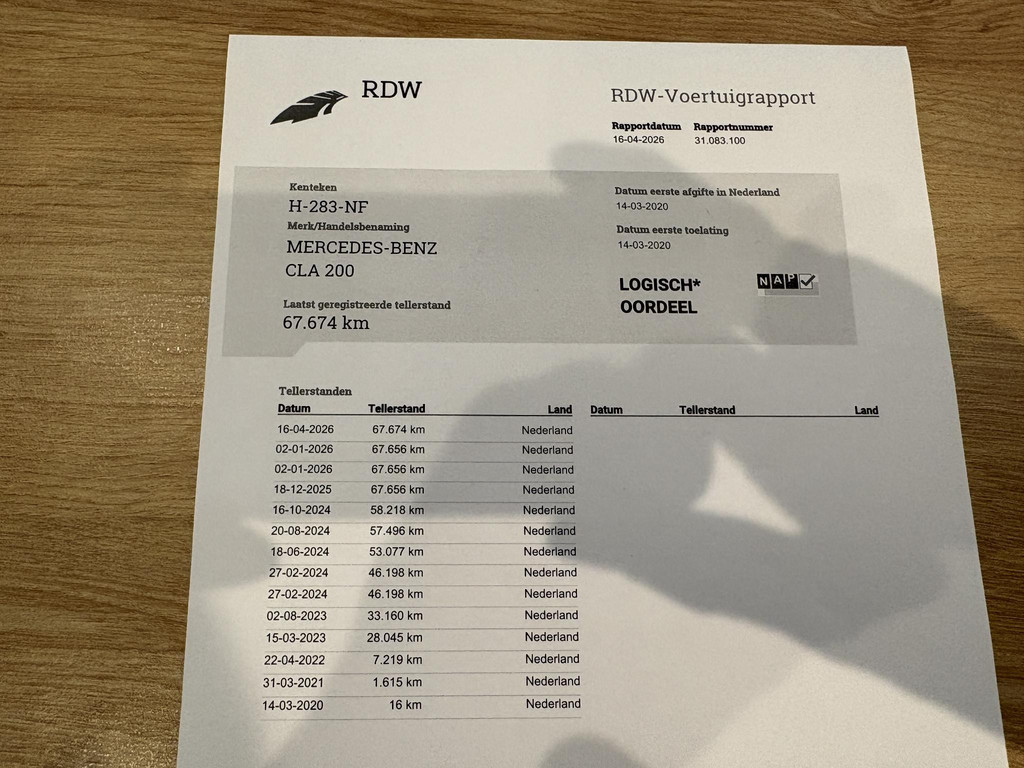 RDW
RDW-Voertuigrapport
Rapportdatum Rapportnummer
16-04-2026 31.083.100
Kenteken
H-283-NF
Merk/Handelsbenaming
MERCEDES-BENZ
CLA 200
Laatst geregistreerde tellerstand
67.674 km
Datum eerste afgifte in Nederland
14-03-2020
Datum eerste toelating
14-03-2020
LOGISCH*
OORDEEL
NAP
Tellerstanden
Datum Tellerstand Land Datum Tellerstand Land
16-04-2026 67.674 km Nederland
02-01-2026 67.656 km Nederland
02-01-2026 67.656 km Nederland
18-12-2025 67.656 km Nederland
16-10-2024 58.218 km Nederland
20-08-2024 57.496 km Nederland
18-06-2024 53.077 km Nederland
27-02-2024 46.198 km Nederland
27-02-2024 46.198 km Nederland
02-08-2023 33.160 km Nederland
15-03-2023 28.045 km Nederland
22-04-2022 7.219 km Nederland
31-03-2021 1.615 km Nederland
14-03-2020 16 km Nederland